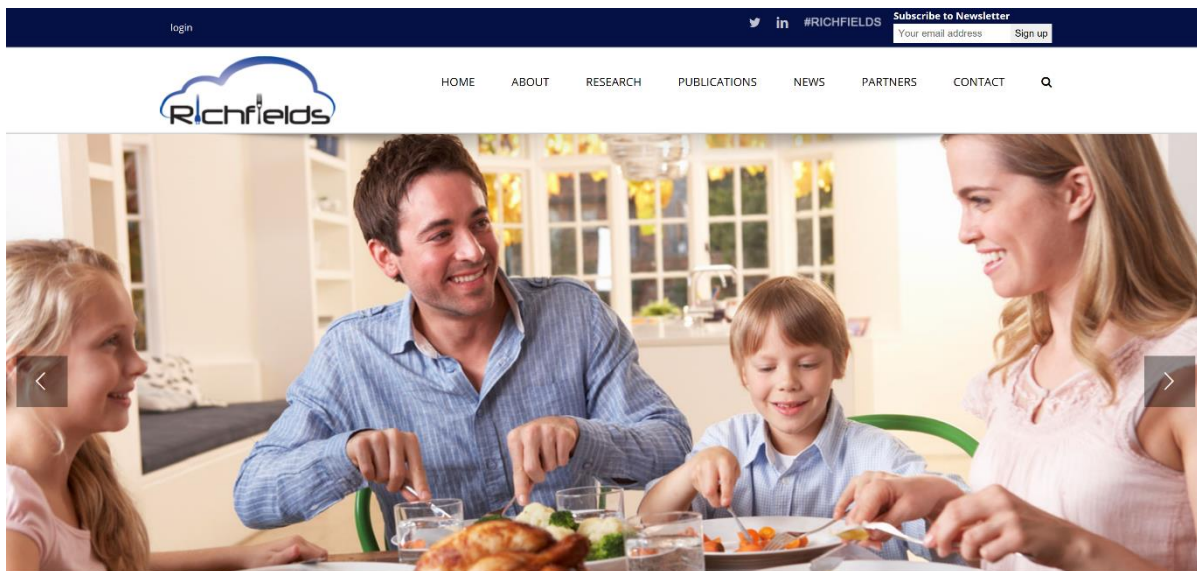 login
#RICHFIELDS
Subscribe to Newsletter
Your email address Sign up
Richfields
HOME ABOUT RESEARCH PUBLICATIONS NEWS PARTNERS CONTACT